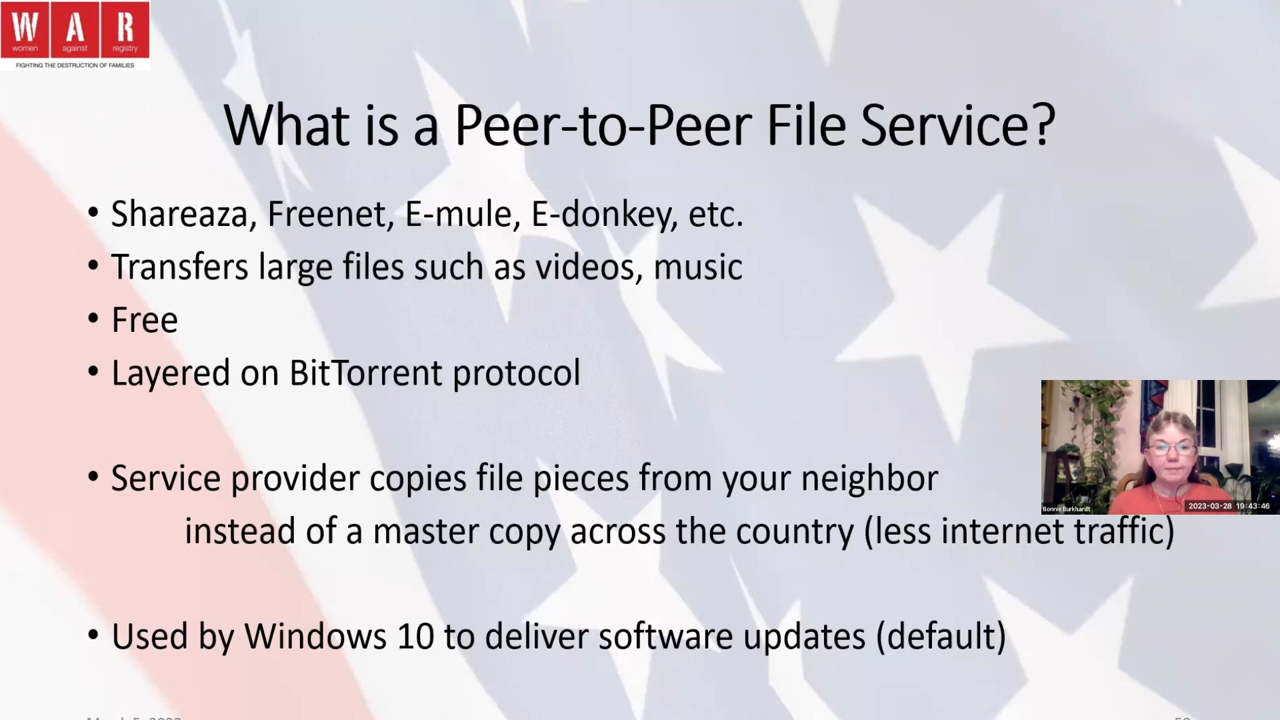 W A R
women against registry
FIGHTING THE DESTRUCTION OF FAMILIES
What is a Peer-to-Peer File Service?
• Shareaza, Freenet, E-mule, E-donkey, etc.
• Transfers large files such as videos, music
• Free
• Layered on BitTorrent protocol
• Service provider copies file pieces from your neighbor
instead of a master copy across the country (less internet traffic)
Bonnie Burkhardt
2023-03-28 19:43:46
• Used by Windows 10 to deliver software updates (default)